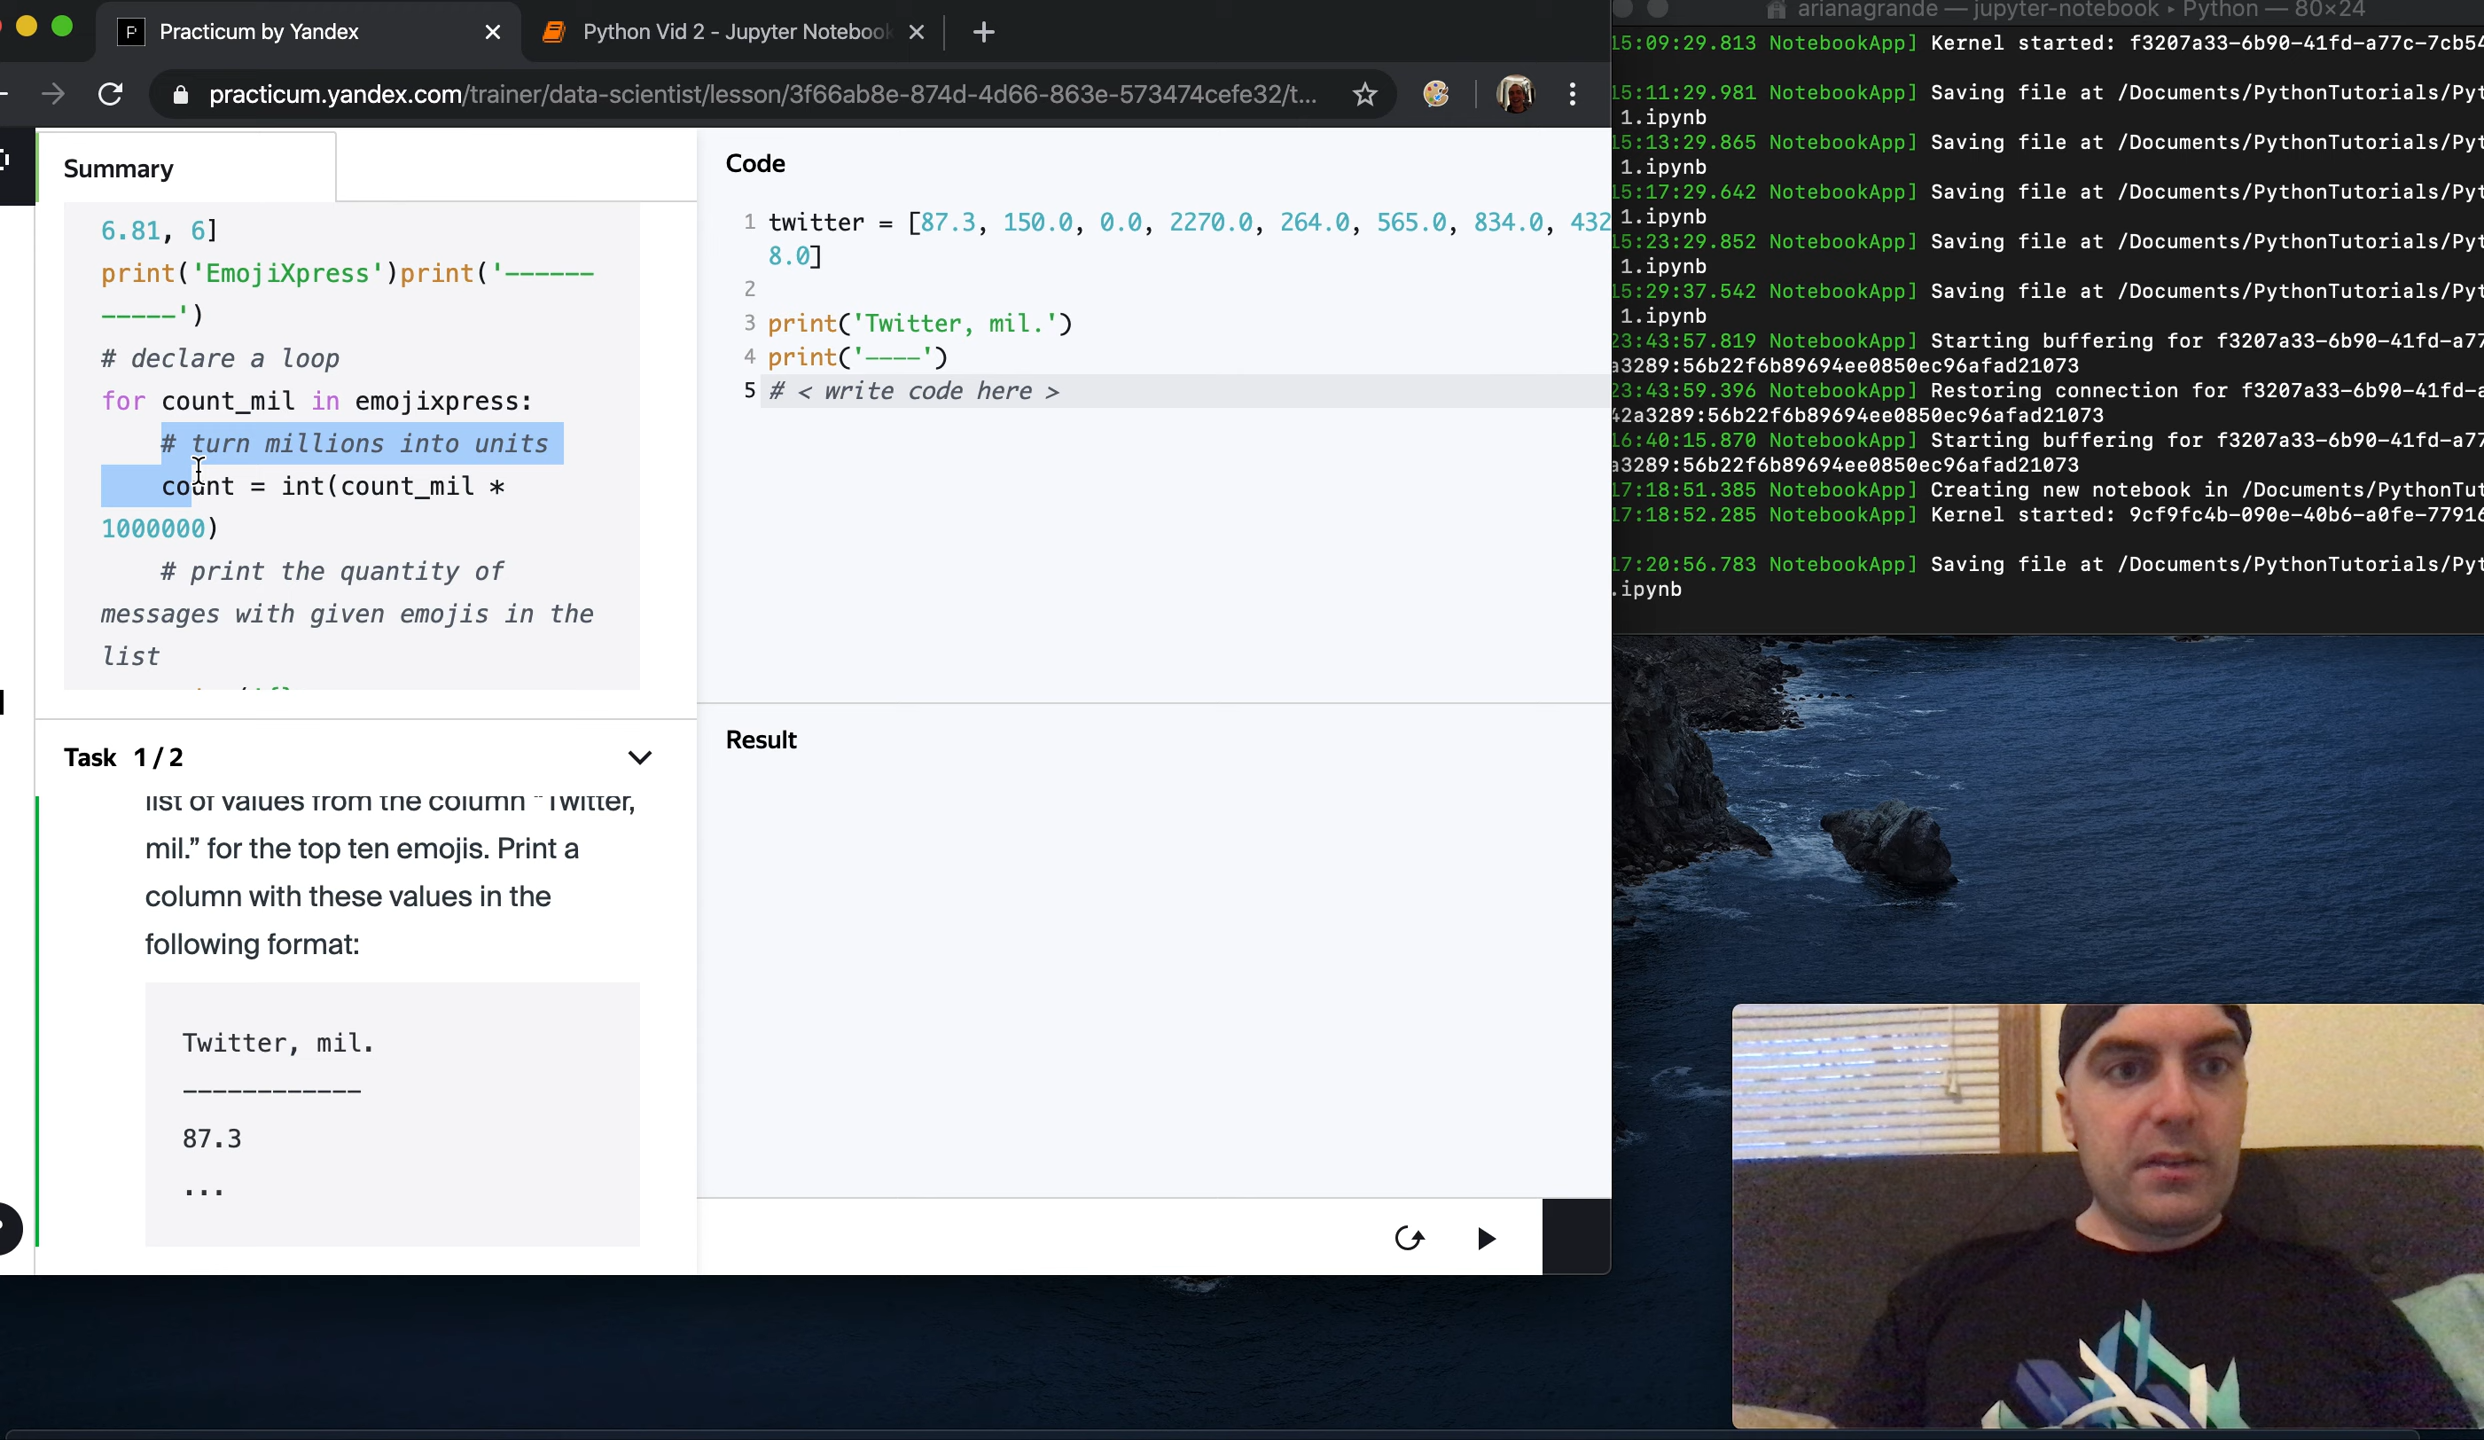 Practicum by Yandex
Python Vid 2 - Jupyter Notebook
practicum.yandex.com/trainer/data-scientist/lesson/3f66ab8e-874d-4d66-863e-573474cefe32/t...
Summary
6.81, 6]
print('EmojiXpress')print('------
-----')
# declare a loop
for count_mil in emojixpress:
# turn millions into units
count = int(count_mil *
1000000)
# print the quantity of
messages with given emojis in the
list
Task 1 / 2
list of values from the column "Twitter,
mil.” for the top ten emojis. Print a
column with these values in the
following format:
Twitter, mil.
------------
87.3
...
Code
1 twitter = [87.3, 150.0, 0.0, 2270.0, 264.0, 565.0, 834.0, 432
8.0]
2
3 print('Twitter, mil.')
4 print('----')
5 # < write code here >
Result
arianagrande — jupyter-notebook ▸ Python — 80×24
15:09:29.813 NotebookApp] Kernel started: f3207a33-6b90-41fd-a77c-7cb54
15:11:29.981 NotebookApp] Saving file at /Documents/PythonTutorials/Pyt
1.ipynb
15:13:29.865 NotebookApp] Saving file at /Documents/PythonTutorials/Pyt
1.ipynb
15:17:29.642 NotebookApp] Saving file at /Documents/PythonTutorials/Pyt
1.ipynb
15:23:29.852 NotebookApp] Saving file at /Documents/PythonTutorials/Pyt
1.ipynb
15:29:37.542 NotebookApp] Saving file at /Documents/PythonTutorials/Pyt
1.ipynb
23:43:57.819 NotebookApp] Starting buffering for f3207a33-6b90-41fd-a77
a3289:56b22f6b89694ee0850ec96afad21073
23:43:59.396 NotebookApp] Restoring connection for f3207a33-6b90-41fd-a
42a3289:56b22f6b89694ee0850ec96afad21073
16:40:15.870 NotebookApp] Starting buffering for f3207a33-6b90-41fd-a77
a3289:56b22f6b89694ee0850ec96afad21073
17:18:51.385 NotebookApp] Creating new notebook in /Documents/PythonTut
17:18:52.285 NotebookApp] Kernel started: 9cf9fc4b-090e-40b6-a0fe-77916
17:20:56.783 NotebookApp] Saving file at /Documents/PythonTutorials/Pyt
.ipynb